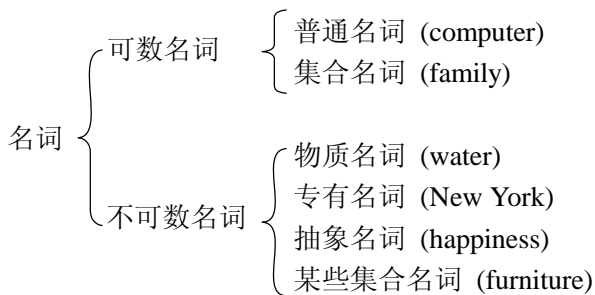 名词
可数名词
普通名词 (computer)
集合名词 (family)
不可数名词
物质名词 (water)
专有名词 (New York)
抽象名词 (happiness)
某些集合名词 (furniture)